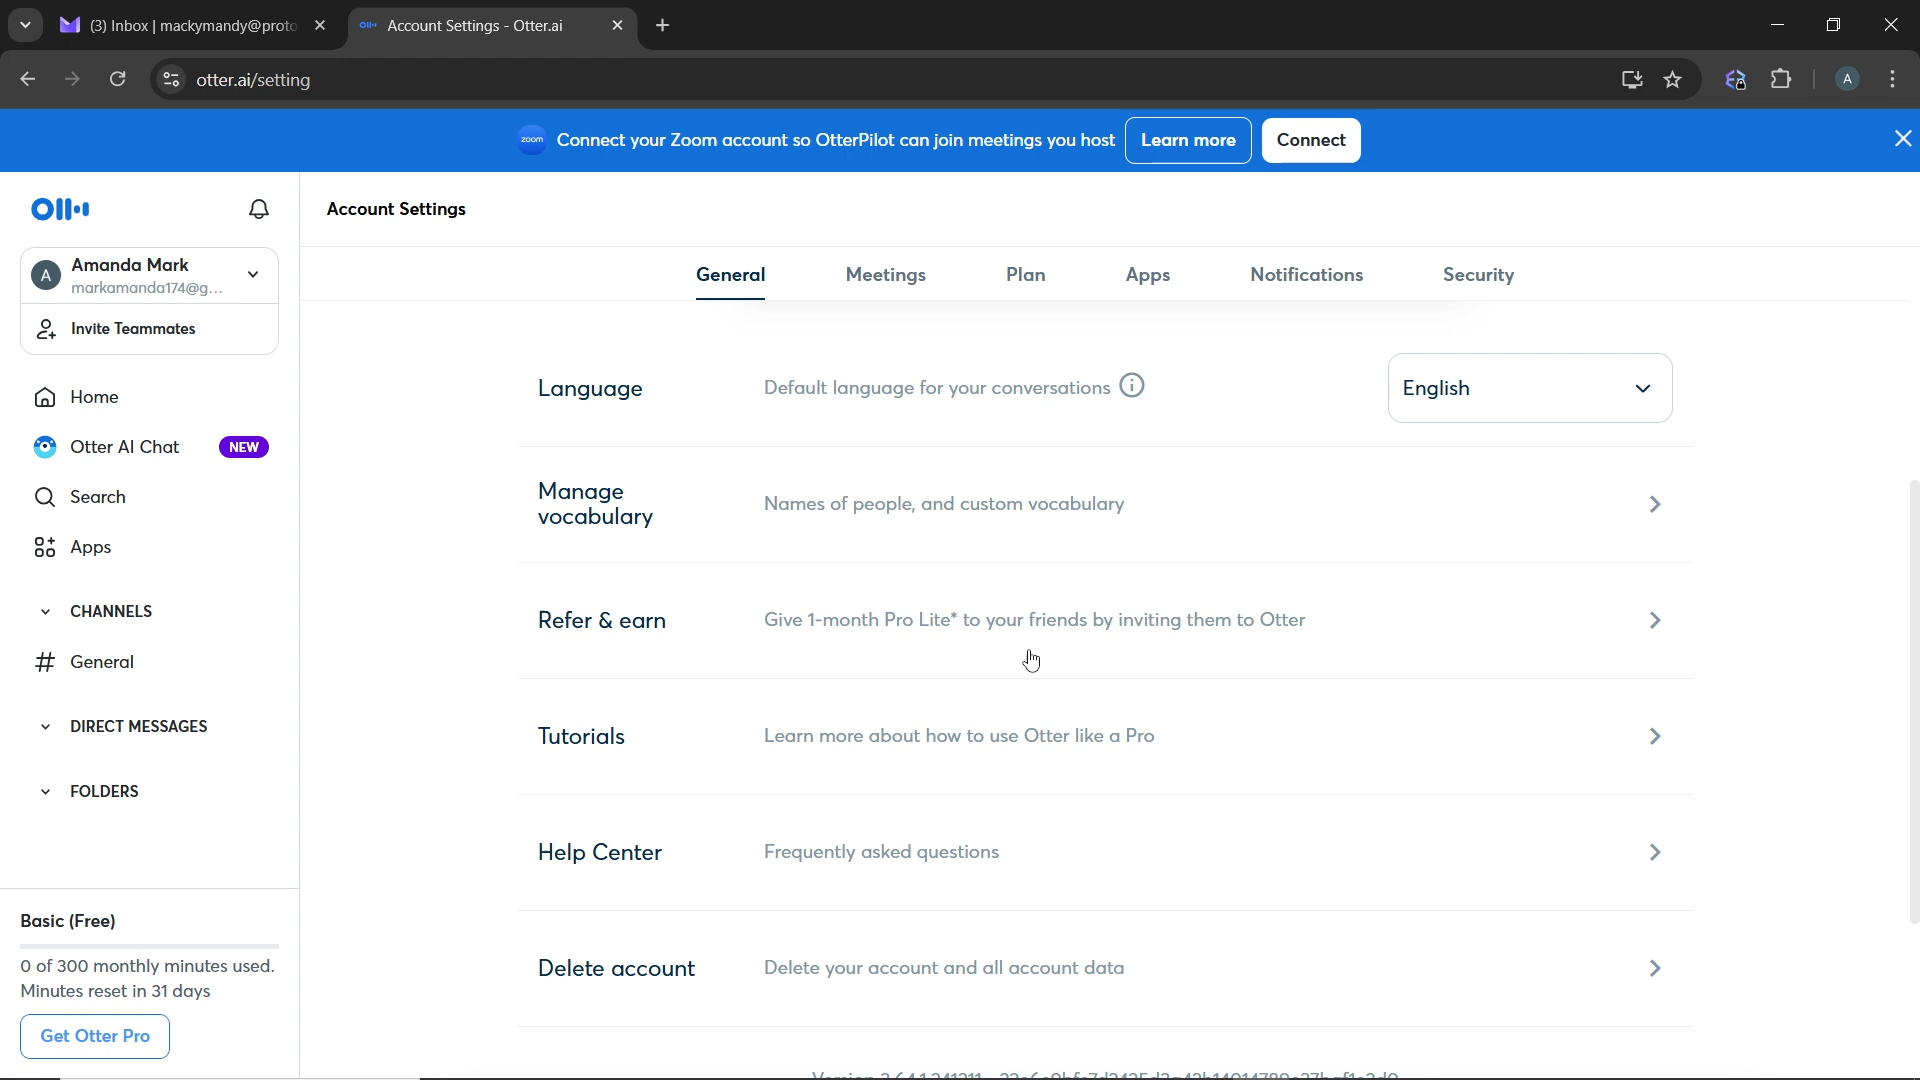 (3) Inbox | mackymandy@proto
Account Settings - Otter.ai
otter.ai/setting
A
zoom
Connect your Zoom account so OtterPilot can join meetings you host
Learn more
Connect
Account Settings
A
Amanda Mark
markamanda174@g...
Invite Teammates
Home
Otter AI Chat
NEW
Search
Apps
CHANNELS
# General
DIRECT MESSAGES
FOLDERS
Basic (Free)
0 of 300 monthly minutes used.
Minutes reset in 31 days
Get Otter Pro
General
Meetings
Plan
Apps
Notifications
Security
Language
Default language for your conversations
English
Manage
vocabulary
Names of people, and custom vocabulary
Refer & earn
Give 1-month Pro Lite* to your friends by inviting them to Otter
Tutorials
Learn more about how to use Otter like a Pro
Help Center
Frequently asked questions
Delete account
Delete your account and all account data